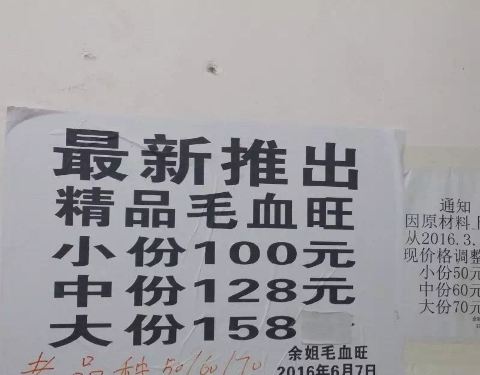 最新推出
精品毛血旺
小份100元
中份128元
大份158
余姐毛血旺
2016年6月7日
50/60/70
通知
因原材料
从2016.3.
现价格调整
小份50元
中份60元
大份70元